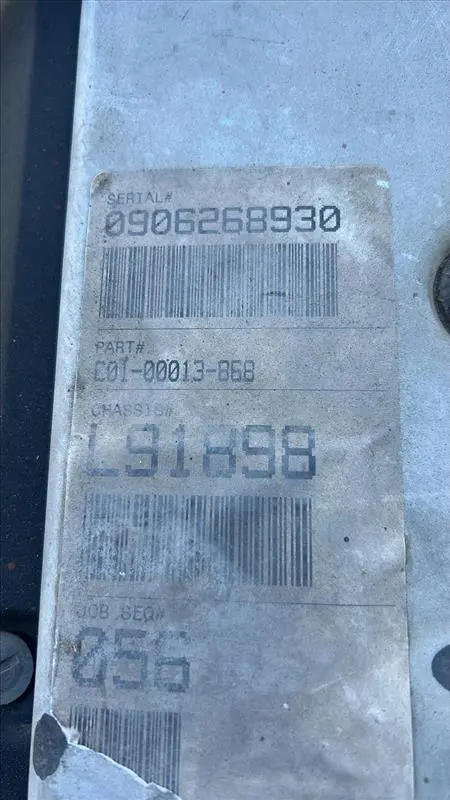 SERIAL#
0906268930
PART#
C01-00013-868
CHASSIS#
L91898
JOB SEQ#
056